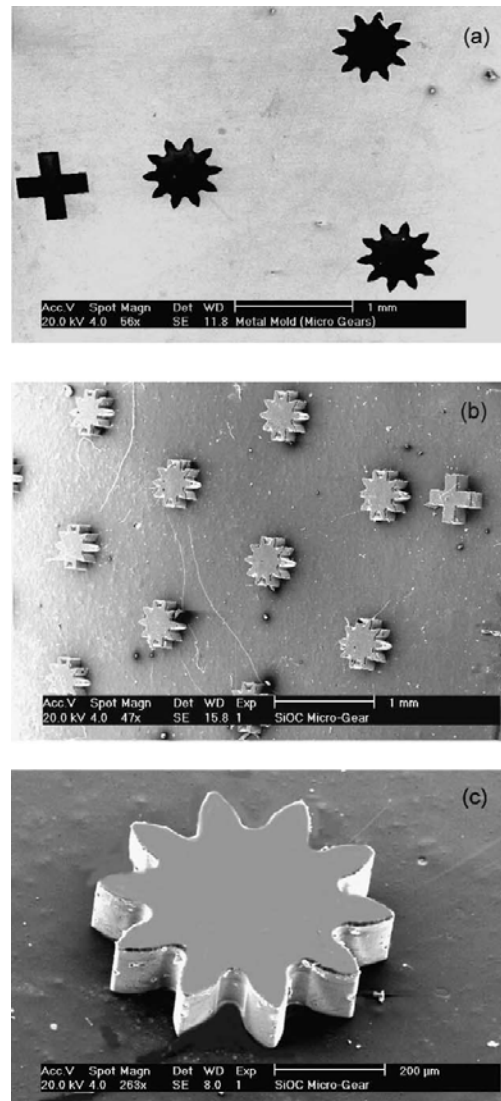 (a)
Acc.V Spot Magn Det WD 1 mm
20.0 kV 4.0 56x SE 11.8 Metal Mold (Micro Gears)
(b)
Acc.V Spot Magn Det WD Exp 1 mm
20.0 kV 4.0 47x SE 15.8 1 SiOC Micro-Gear
(c)
Acc.V Spot Magn Det WD Exp 200 µm
20.0 kV 4.0 263x SE 8.0 1 SiOC Micro-Gear